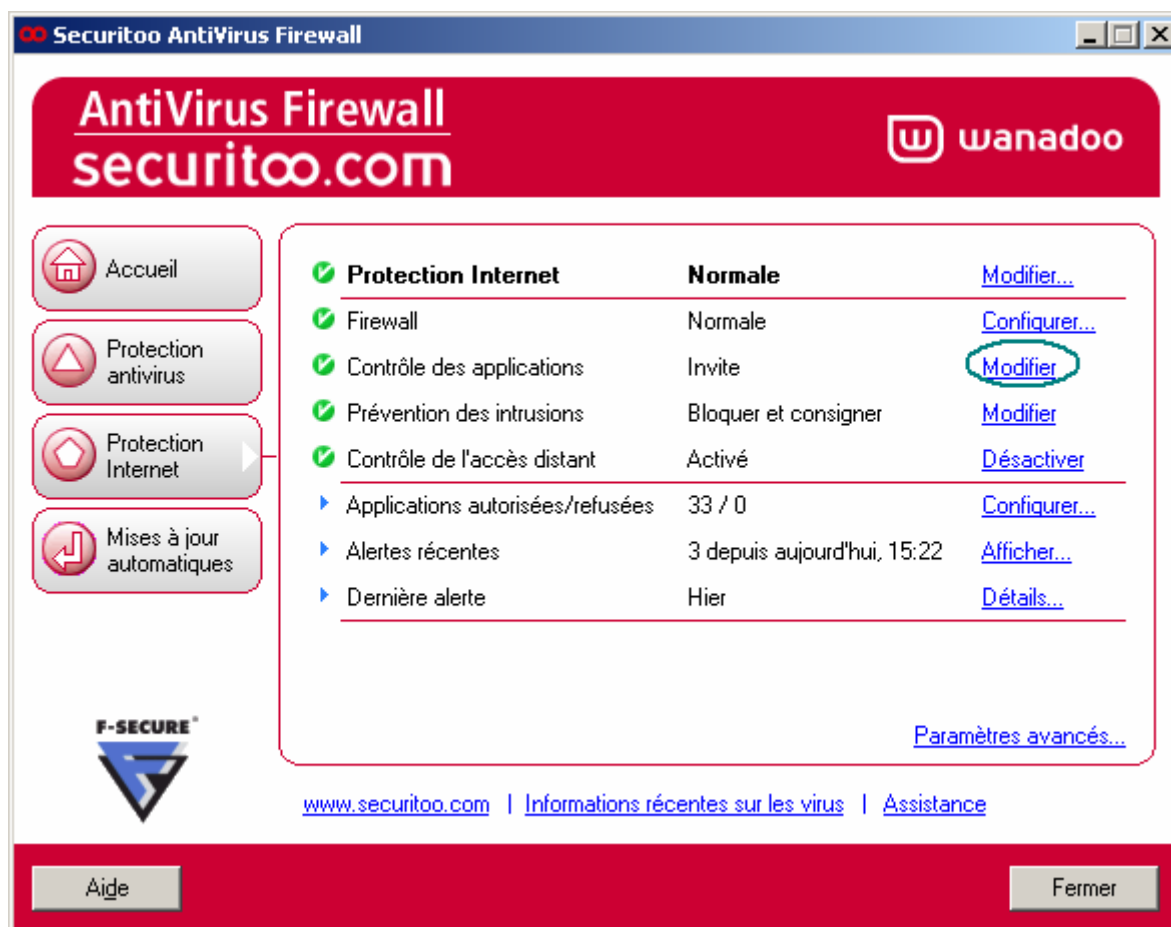 Securitoo AntiVirus Firewall
AntiVirus Firewall
securitoo.com
wanadoo
Accueil
Protection
antivirus
Protection
Internet
Mises à jour
automatiques
Protection Internet Normale Modifier...
Firewall Normale Configurer...
Contrôle des applications Invite Modifier
Prévention des intrusions Bloquer et consigner Modifier
Contrôle de l'accès distant Activé Désactiver
Applications autorisées/refusées 33 / 0 Configurer...
Alertes récentes 3 depuis aujourd'hui, 15:22 Afficher...
Dernière alerte Hier Détails...
Paramètres avancés...
F-SECURE®
www.securitoo.com | Informations récentes sur les virus | Assistance
Aide Fermer